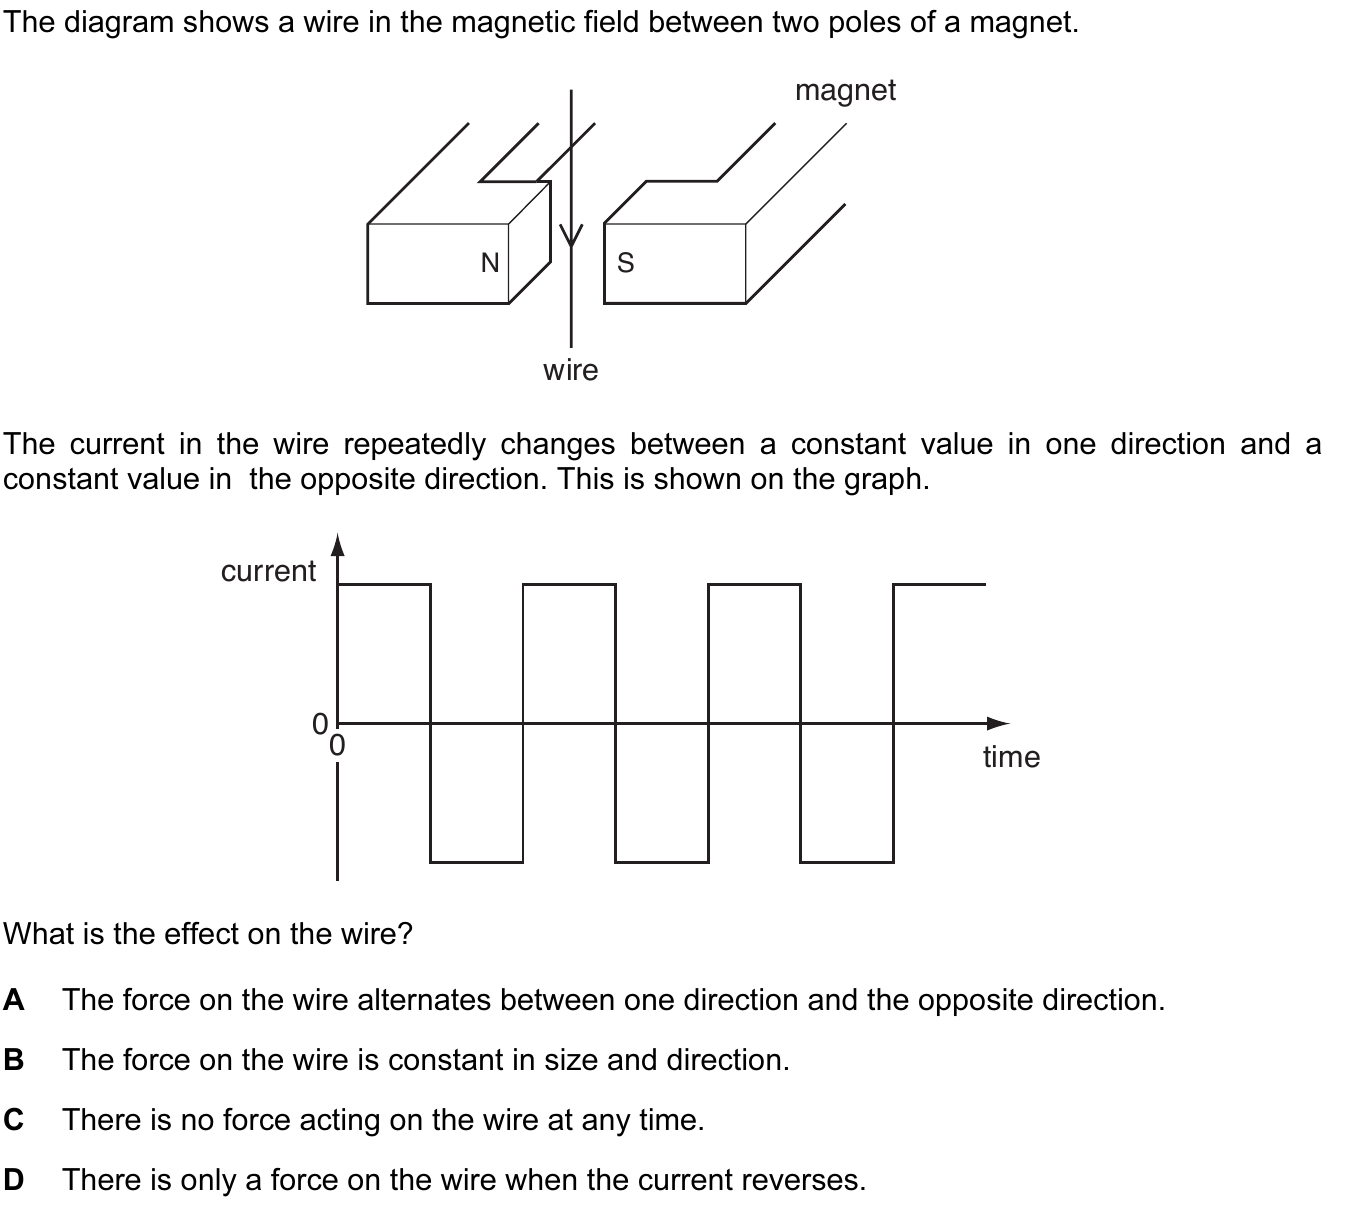 The diagram shows a wire in the magnetic field between two poles of a magnet.
magnet
N
S
wire
The current in the wire repeatedly changes between a constant value in one direction and a
constant value in the opposite direction. This is shown on the graph.
current
0
0
time
What is the effect on the wire?
A The force on the wire alternates between one direction and the opposite direction.
B The force on the wire is constant in size and direction.
C There is no force acting on the wire at any time.
D There is only a force on the wire when the current reverses.